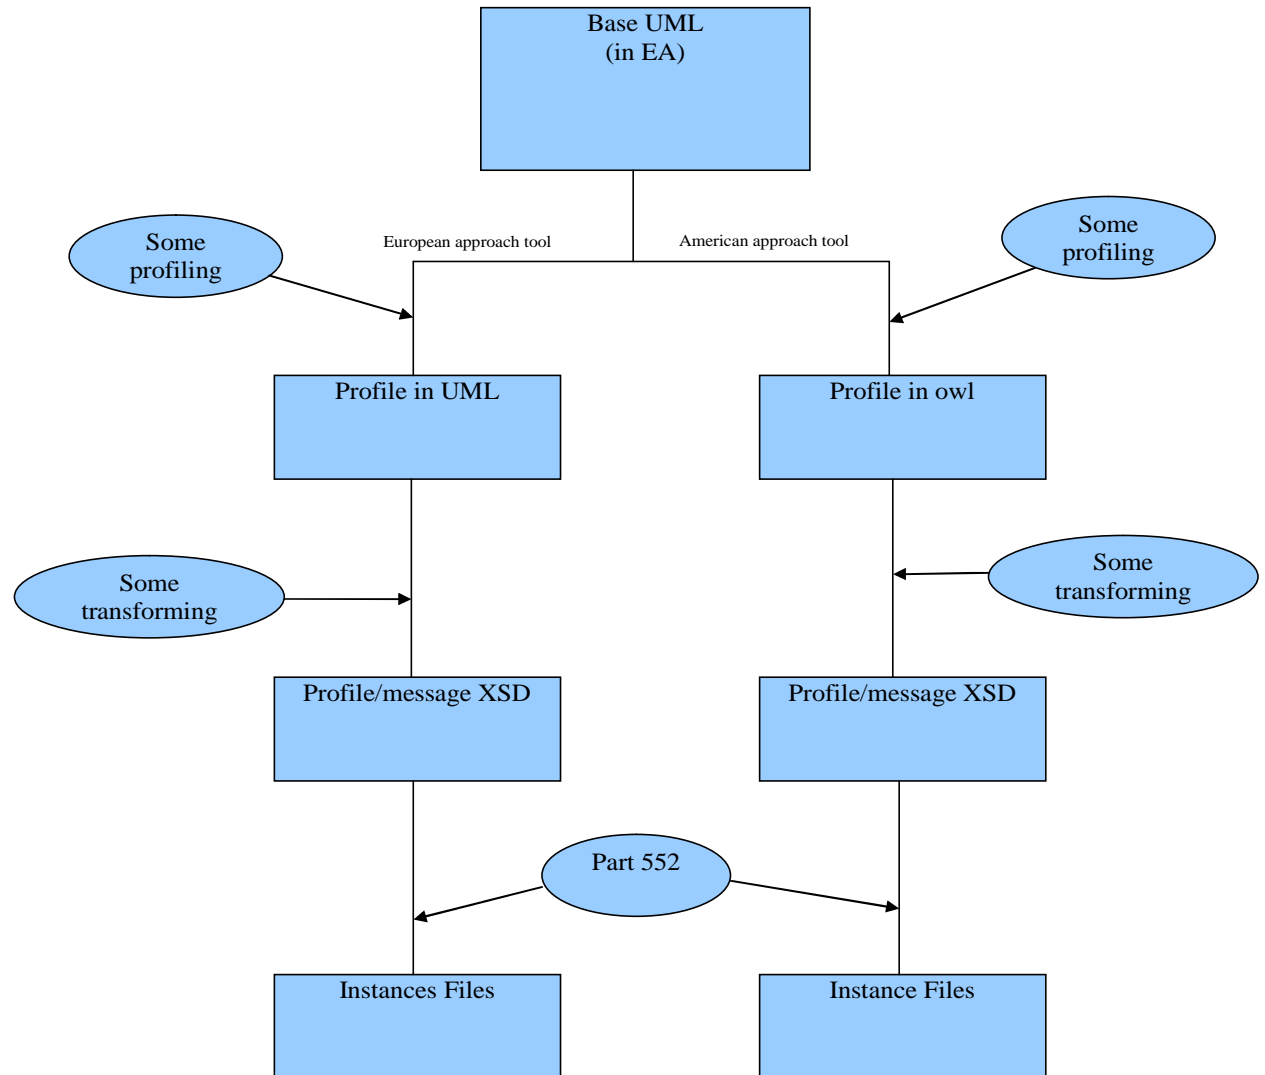 Base UML
(in EA)
European approach tool
American approach tool
Some
profiling
Some
profiling
Profile in UML
Profile in owl
Some
transforming
Some
transforming
Profile/message XSD
Profile/message XSD
Part 552
Instances Files
Instance Files